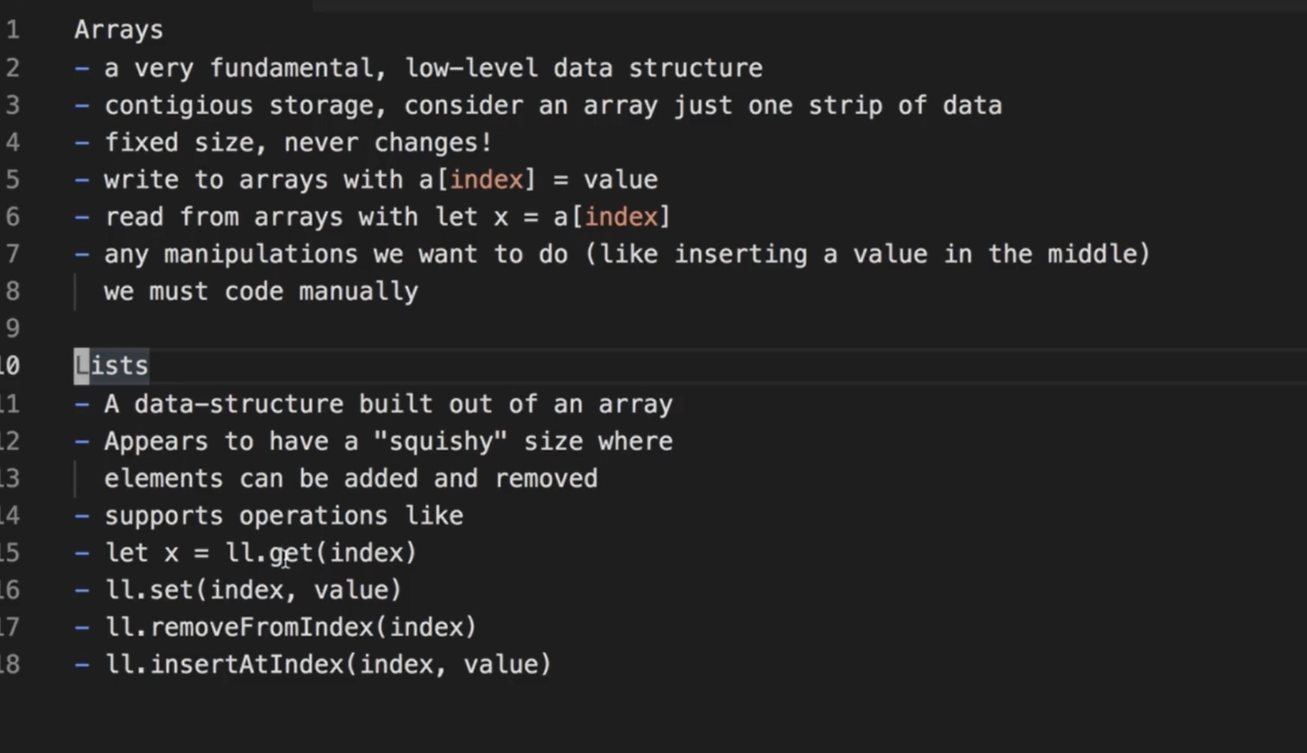 1 Arrays
2 - a very fundamental, low-level data structure
3 - contigious storage, consider an array just one strip of data
4 - fixed size, never changes!
5 - write to arrays with a[index] = value
6 - read from arrays with let x = a[index]
7 - any manipulations we want to do (like inserting a value in the middle)
8 we must code manually
9
10 Lists
11 - A data-structure built out of an array
12 - Appears to have a "squishy" size where
13 elements can be added and removed
14 - supports operations like
15 - let x = ll.get(index)
16 - ll.set(index, value)
17 - ll.removeFromIndex(index)
18 - ll.insertAtIndex(index, value)